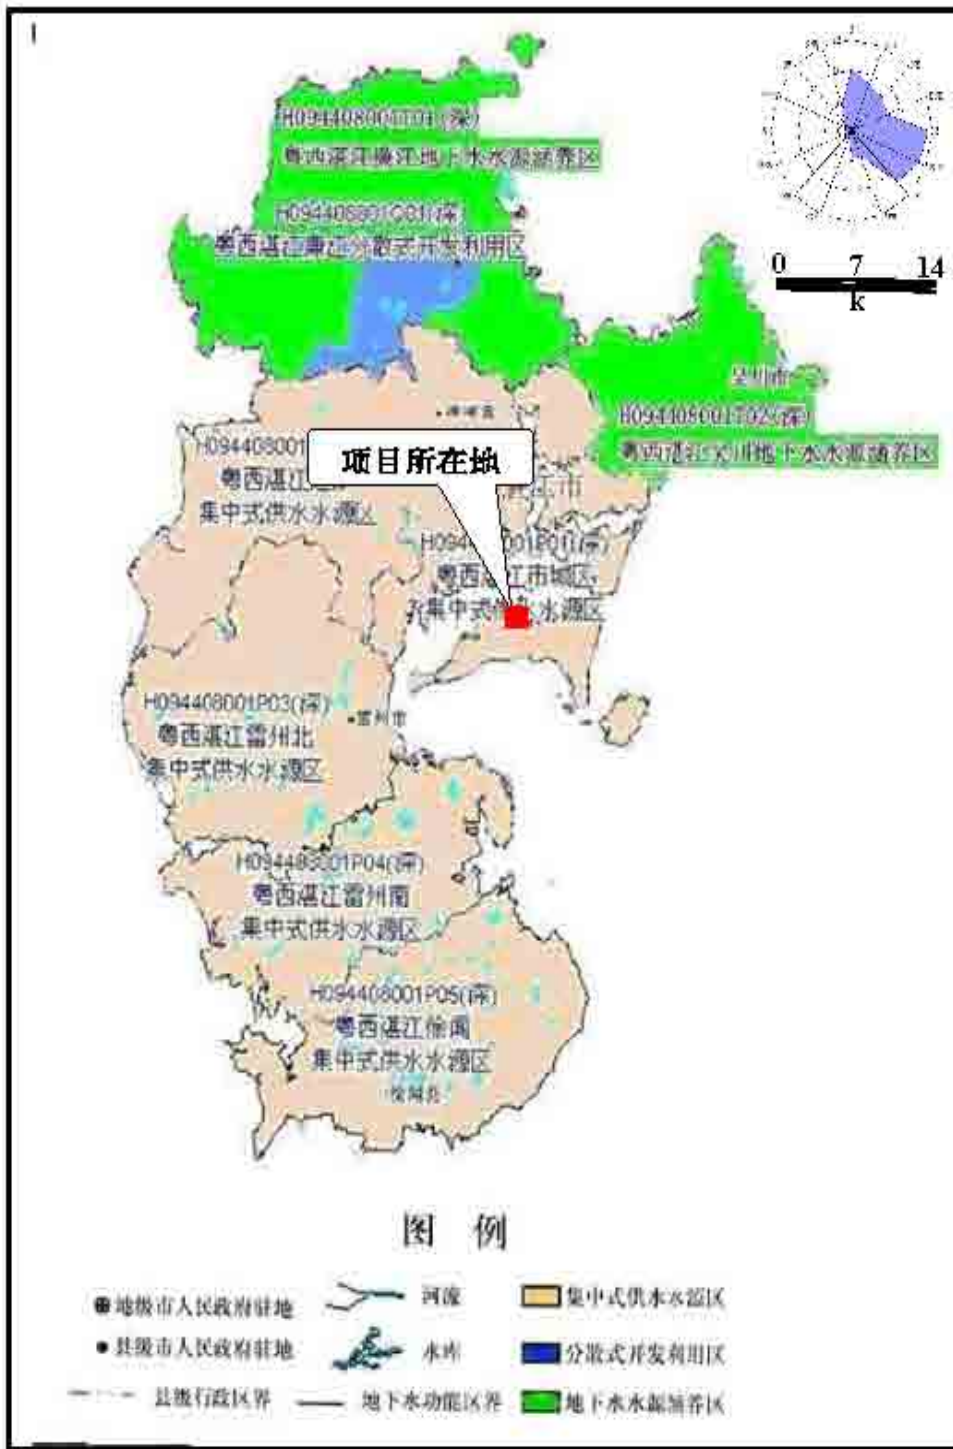 H094408001T01(深)
粤西湛江廉江地下水水源涵养区
H094408001Q01(深)
粤西湛江廉江分散式开发利用区
0 7 14
k
吴川市
H094408001T02(深)
粤西湛江吴川地下水水源涵养区
H094408001
粤西湛江
集中式供水水源区
项目所在地
江市
粤西湛江市城区
集中式供水水源区
H094408001P03(深)
粤西湛江雷州北
集中式供水水源区
雷州市
H094408001P04(深)
粤西湛江雷州南
集中式供水水源区
H094408001P05(深)
粤西湛江徐闻
集中式供水水源区
徐闻县
图 例
地级市人民政府驻地
河流
集中式供水水源区
县级市人民政府驻地
水库
分散式开发利用区
县级行政区界
地下水功能区界
地下水水源涵养区